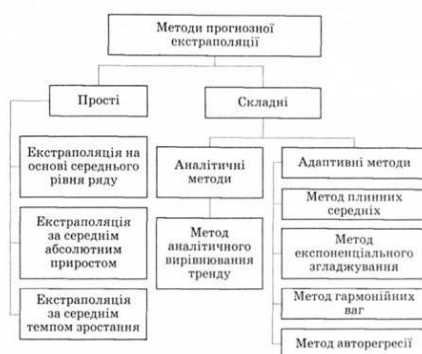 Методи прогнозної
екстраполяції
Прості
Складні
Екстраполяція на
основі середнього
рівня ряду
Екстраполяція
за середнім
абсолютним
приростом
Екстраполяція
за середнім
темпом зростання
Аналітичні
методи
Метод
аналітичного
вирівнювання
тренду
Адаптивні методи
Метод плинних
середніх
Метод
експоненціального
згладжування
Метод гармонійних
ваг
Метод авторегресії